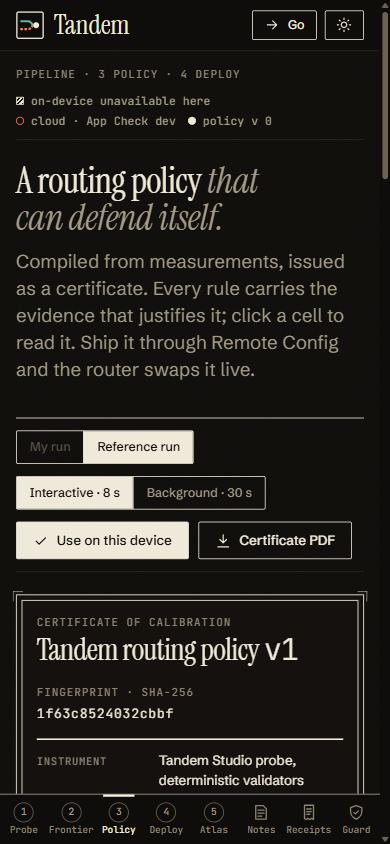 Tandem
Go
PIPELINE · 3 POLICY · 4 DEPLOY
on-device unavailable here
cloud · App Check dev policy v 0
A routing policy that
can defend itself.
Compiled from measurements, issued
as a certificate. Every rule carries the
evidence that justifies it; click a cell to
read it. Ship it through Remote Config
and the router swaps it live.
My run Reference run
Interactive · 8 s Background · 30 s
Use on this device Certificate PDF
CERTIFICATE OF CALIBRATION
Tandem routing policy v1
FINGERPRINT · SHA-256
1f63c8524032cbbf
INSTRUMENT Tandem Studio probe,
deterministic validators
1 2 3 4 5
Probe Frontier Policy Deploy Atlas Notes Receipts Guard